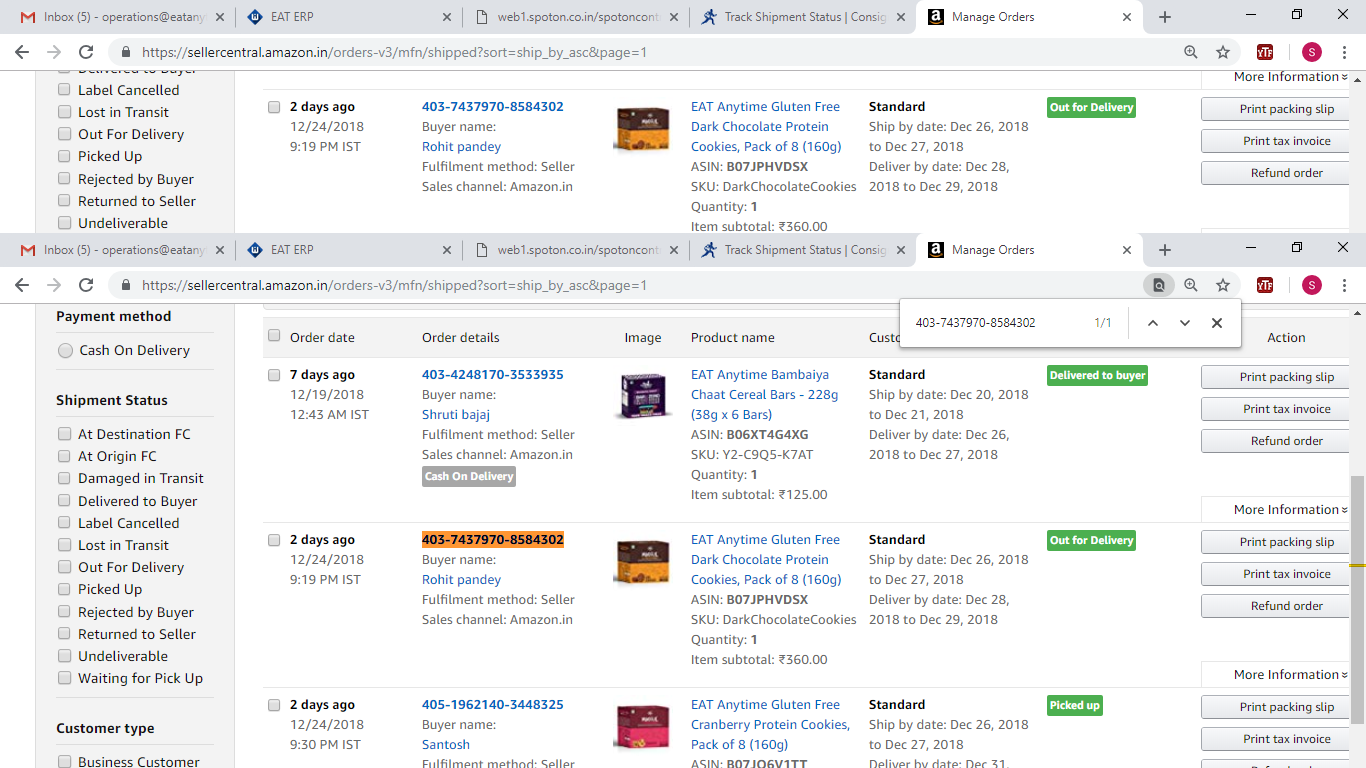 Inbox (5) - operations@eatany
EAT ERP
web1.spoton.co.in/spotoncont
Track Shipment Status | Consig
Manage Orders
https://sellercentral.amazon.in/orders-v3/mfn/shipped?sort=ship_by_asc&page=1
YTF
S
Delivered to Buyer
Label Cancelled
Lost in Transit
Out For Delivery
Picked Up
Rejected by Buyer
Returned to Seller
Undeliverable
More Information
2 days ago
12/24/2018
9:19 PM IST
403-7437970-8584302
Buyer name:
Rohit pandey
Fulfilment method: Seller
Sales channel: Amazon.in
EAT Anytime Gluten Free
Dark Chocolate Protein
Cookies, Pack of 8 (160g)
ASIN: B07JPHVDSX
SKU: DarkChocolateCookies
Quantity: 1
Item subtotal: ₹360.00
Standard
Ship by date: Dec 26, 2018
to Dec 27, 2018
Deliver by date: Dec 28,
2018 to Dec 29, 2018
Out for Delivery
Print packing slip
Print tax invoice
Refund order
Inbox (5) - operations@eatany
EAT ERP
web1.spoton.co.in/spotoncont
Track Shipment Status | Consig
Manage Orders
https://sellercentral.amazon.in/orders-v3/mfn/shipped?sort=ship_by_asc&page=1
YTF
S
403-7437970-8584302 1/1
Payment method
Cash On Delivery
Shipment Status
At Destination FC
At Origin FC
Damaged in Transit
Delivered to Buyer
Label Cancelled
Lost in Transit
Out For Delivery
Picked Up
Rejected by Buyer
Returned to Seller
Undeliverable
Waiting for Pick Up
Customer type
Business Customer
Order date
Order details
Image
Product name
Custo
Action
7 days ago
12/19/2018
12:43 AM IST
403-4248170-3533935
Buyer name:
Shruti bajaj
Fulfilment method: Seller
Sales channel: Amazon.in
Cash On Delivery
EAT Anytime Bambaiya
Chaat Cereal Bars - 228g
(38g x 6 Bars)
ASIN: B06XT4G4XG
SKU: Y2-C9Q5-K7AT
Quantity: 1
Item subtotal: ₹125.00
Standard
Ship by date: Dec 20, 2018
to Dec 21, 2018
Deliver by date: Dec 26,
2018 to Dec 27, 2018
Delivered to buyer
Print packing slip
Print tax invoice
Refund order
More Information
2 days ago
12/24/2018
9:19 PM IST
403-7437970-8584302
Buyer name:
Rohit pandey
Fulfilment method: Seller
Sales channel: Amazon.in
EAT Anytime Gluten Free
Dark Chocolate Protein
Cookies, Pack of 8 (160g)
ASIN: B07JPHVDSX
SKU: DarkChocolateCookies
Quantity: 1
Item subtotal: ₹360.00
Standard
Ship by date: Dec 26, 2018
to Dec 27, 2018
Deliver by date: Dec 28,
2018 to Dec 29, 2018
Out for Delivery
Print packing slip
Print tax invoice
Refund order
More Information
2 days ago
12/24/2018
9:30 PM IST
405-1962140-3448325
Buyer name:
Santosh
Fulfilment method: Seller
EAT Anytime Gluten Free
Cranberry Protein Cookies,
Pack of 8 (160g)
ASIN: B07JQ6V1TT
Standard
Ship by date: Dec 26, 2018
to Dec 27, 2018
Deliver by date: Dec 31,
Picked up
Print packing slip
Print tax invoice
Refund order